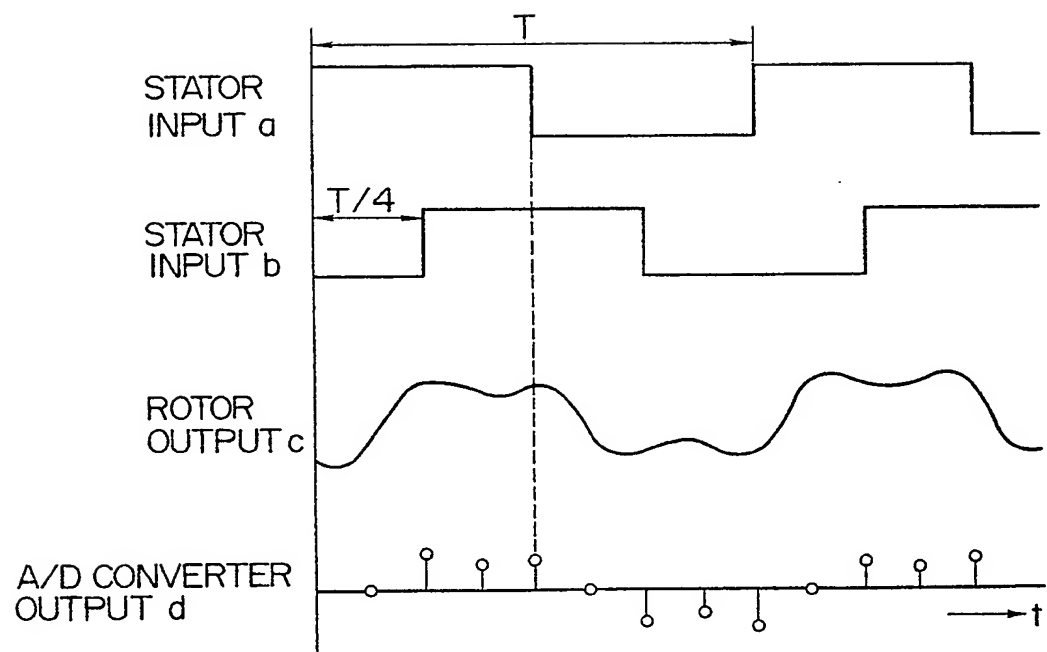 T
STATOR
INPUT a
T/4
STATOR
INPUT b
ROTOR
OUTPUT c
A/D CONVERTER
OUTPUT d
t